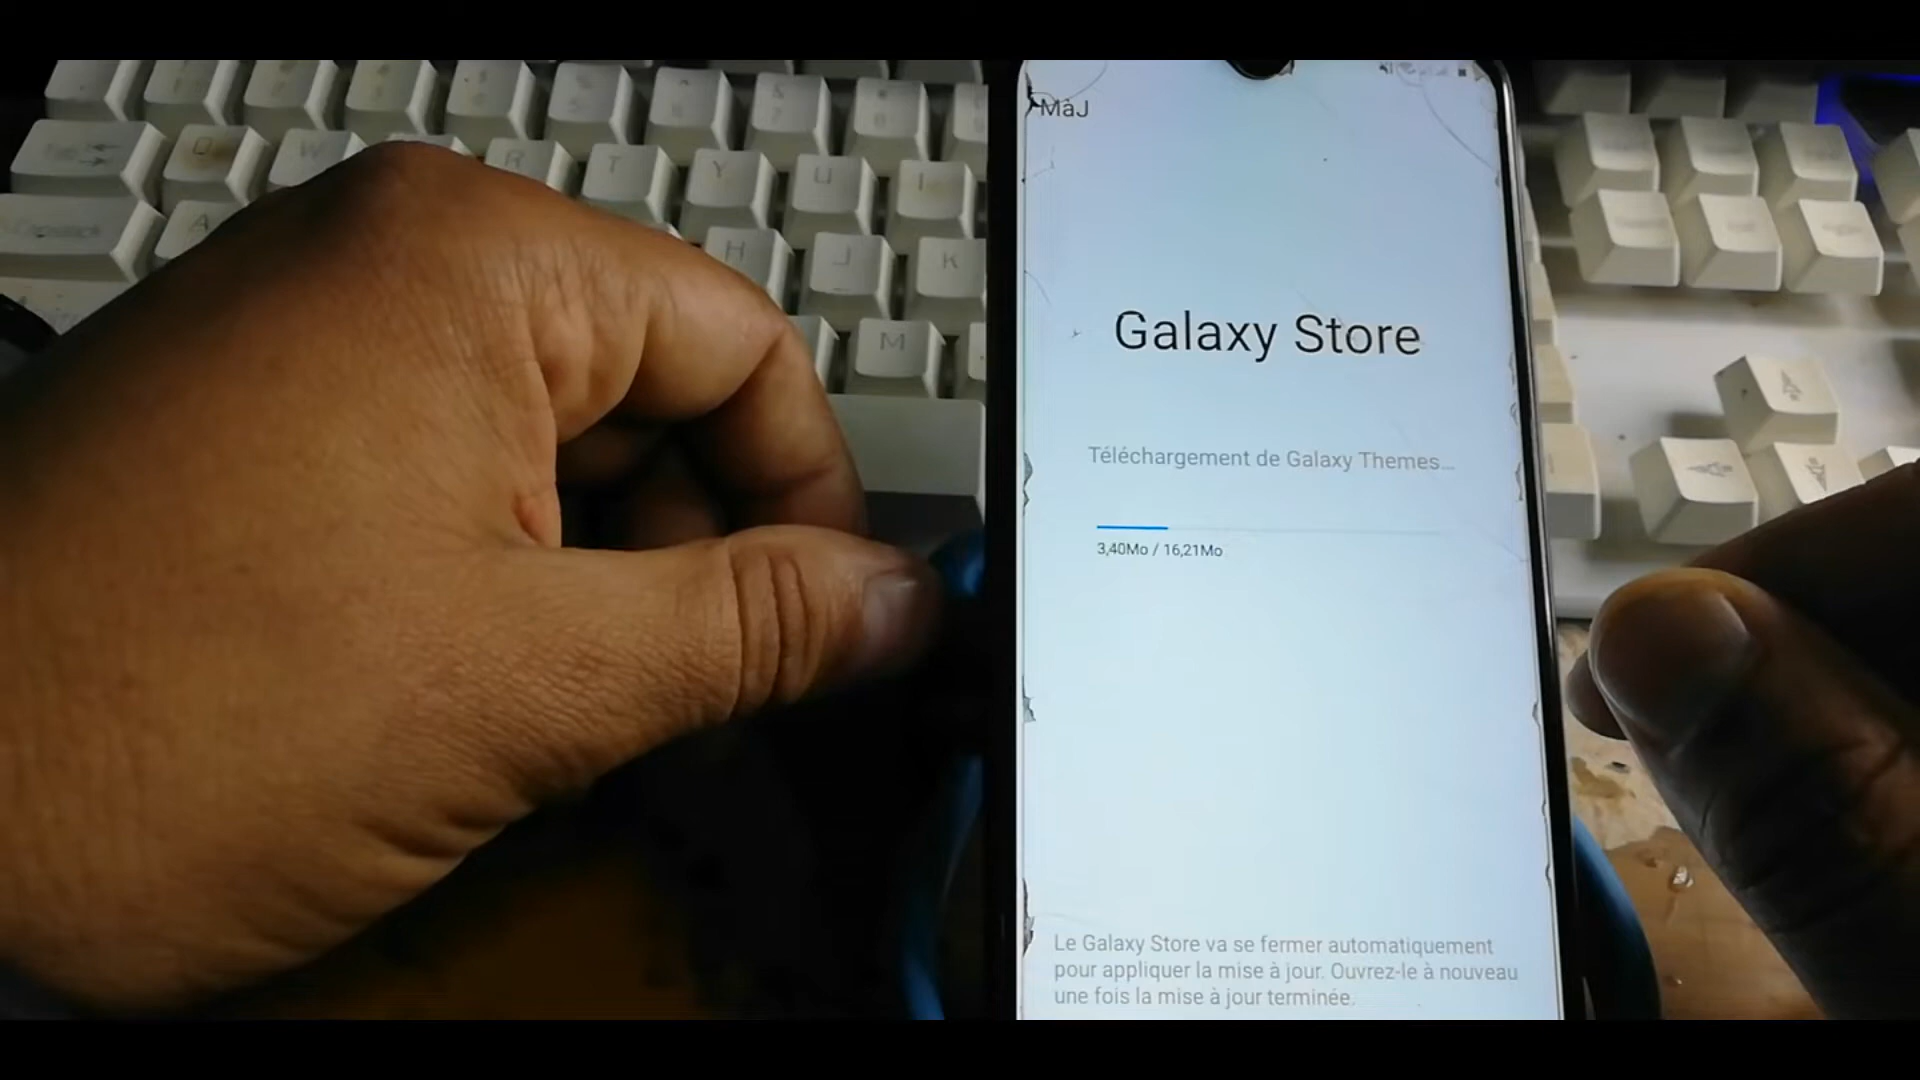 MàJ
Galaxy Store
Téléchargement de Galaxy Themes...
3,40Mo / 16,21Mo
Le Galaxy Store va se fermer automatiquement
pour appliquer la mise à jour. Ouvrez-le à nouveau
une fois la mise à jour terminée.
Q W R T Y U I
A H J K
M